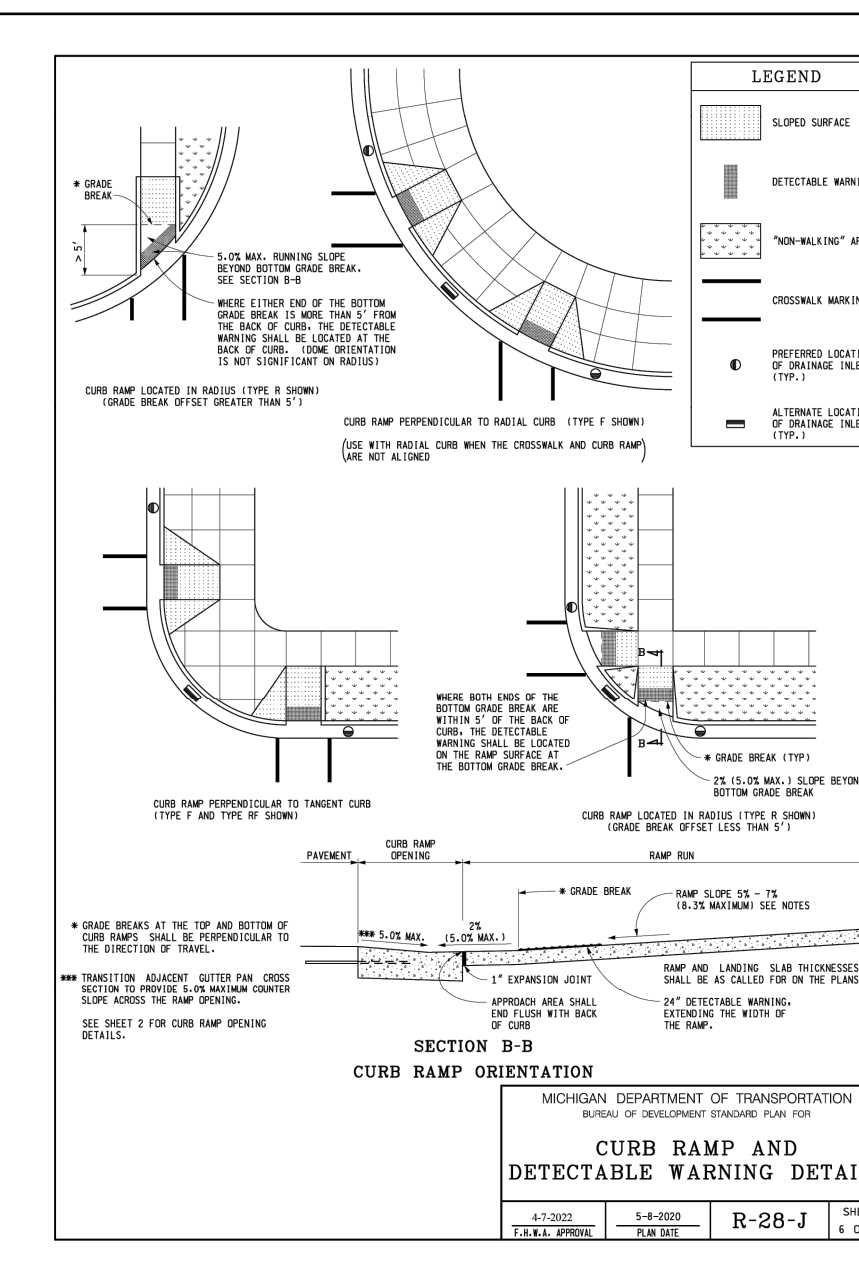 LEGEND
SLOPED SURFACE
DETECTABLE
"NON-WALKING"
CROSSWALK
PREFERRED
OF DRAINAGE
(TYP.)
ALTERNATE
OF DRAINAGE
(TYP.)
* GRADE
BREAK
> 5'
5.0% MAX. RUNNING SLOPE
BEYOND BOTTOM GRADE BREAK.
SEE SECTION B-B
WHERE EITHER END OF THE BOTTOM
GRADE BREAK IS MORE THAN 5' FROM
THE BACK OF CURB, THE DETECTABLE
WARNING SHALL BE LOCATED AT THE
BACK OF CURB. (DOME ORIENTATION
IS NOT SIGNIFICANT ON RADIUS)
CURB RAMP LOCATED IN RADIUS (TYPE R SHOWN)
(GRADE BREAK OFFSET GREATER THAN 5')
CURB RAMP PERPENDICULAR TO RADIAL CURB (TYPE F SHOWN)
(USE WITH RADIAL CURB WHEN THE CROSSWALK AND CURB RAMP
ARE NOT ALIGNED)
CURB RAMP PERPENDICULAR TO TANGENT CURB
(TYPE F AND TYPE RF SHOWN)
B
WHERE BOTH ENDS OF THE
BOTTOM GRADE BREAK ARE
WITHIN 5' OF THE BACK OF
CURB, THE DETECTABLE
WARNING SHALL BE LOCATED
ON THE RAMP SURFACE AT
THE BOTTOM GRADE BREAK.
B
* GRADE BREAK (TYP)
2% (5.0% MAX.) SLOPE
BOTTOM GRADE BREAK
CURB RAMP LOCATED IN RADIUS (TYPE R SHOWN)
(GRADE BREAK OFFSET LESS THAN 5')
PAVEMENT
CURB RAMP
OPENING
RAMP RUN
* GRADE BREAK
RAMP SLOPE 5% - 7%
(8.3% MAXIMUM) SEE NOTES
*** 5.0% MAX.
2%
(5.0% MAX.)
1" EXPANSION JOINT
APPROACH AREA SHALL
END FLUSH WITH BACK
OF CURB
RAMP AND LANDING SLAB THICKNESSES
SHALL BE AS CALLED FOR ON THE PLANS
24" DETECTABLE WARNING,
EXTENDING THE WIDTH OF
THE RAMP.
* GRADE BREAKS AT THE TOP AND BOTTOM OF
CURB RAMPS SHALL BE PERPENDICULAR TO
THE DIRECTION OF TRAVEL.
*** TRANSITION ADJACENT GUTTER PAN CROSS
SECTION TO PROVIDE 5.0% MAXIMUM COUNTER
SLOPE ACROSS THE RAMP OPENING.
SEE SHEET 2 FOR CURB RAMP OPENING
DETAILS.
SECTION B-B
CURB RAMP ORIENTATION
MICHIGAN DEPARTMENT OF TRANSPORTATION
BUREAU OF DEVELOPMENT STANDARD PLAN FOR
CURB RAMP AND
DETECTABLE WARNING
4-7-2022
F.H.W.A. APPROVAL
5-8-2020
PLAN DATE
R-28-J
6